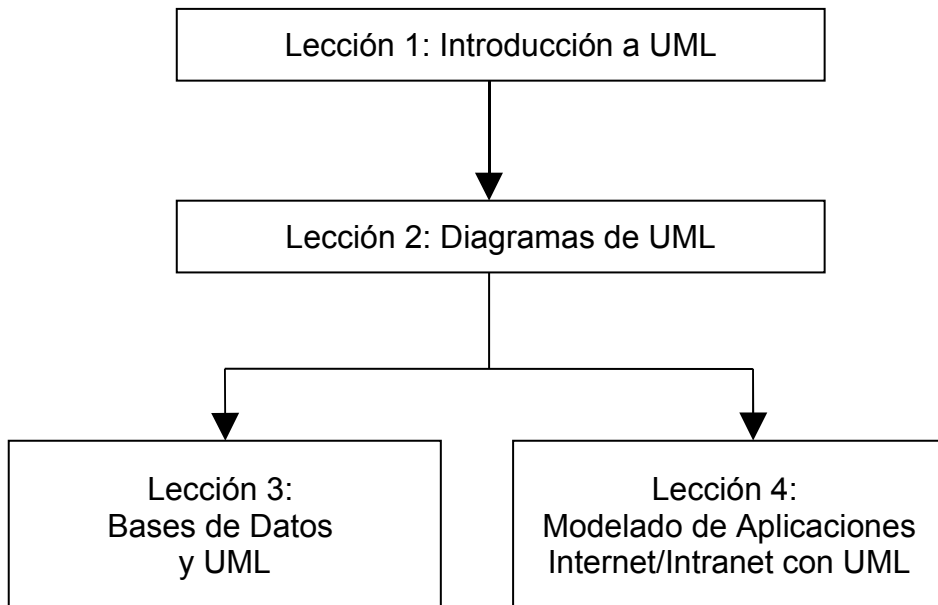 Lección 1: Introducción a UML
Lección 2: Diagramas de UML
Lección 3:
Bases de Datos
y UML
Lección 4:
Modelado de Aplicaciones
Internet/Intranet con UML